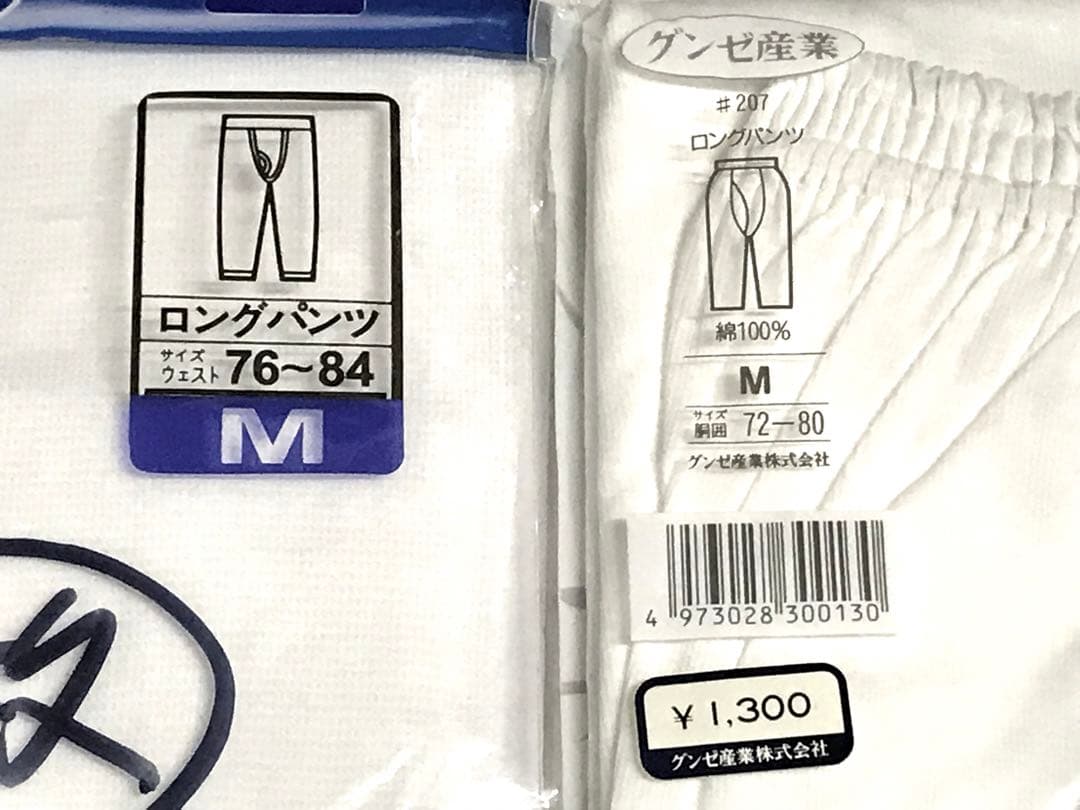 ロングパンツ
サイズ
ウェスト 76〜84
M
グンゼ産業
#207
ロングパンツ
綿100%
M
サイズ
胴囲 72—80
グンゼ産業株式会社
4 973028 300130
¥1,300
グンゼ産業株式会社